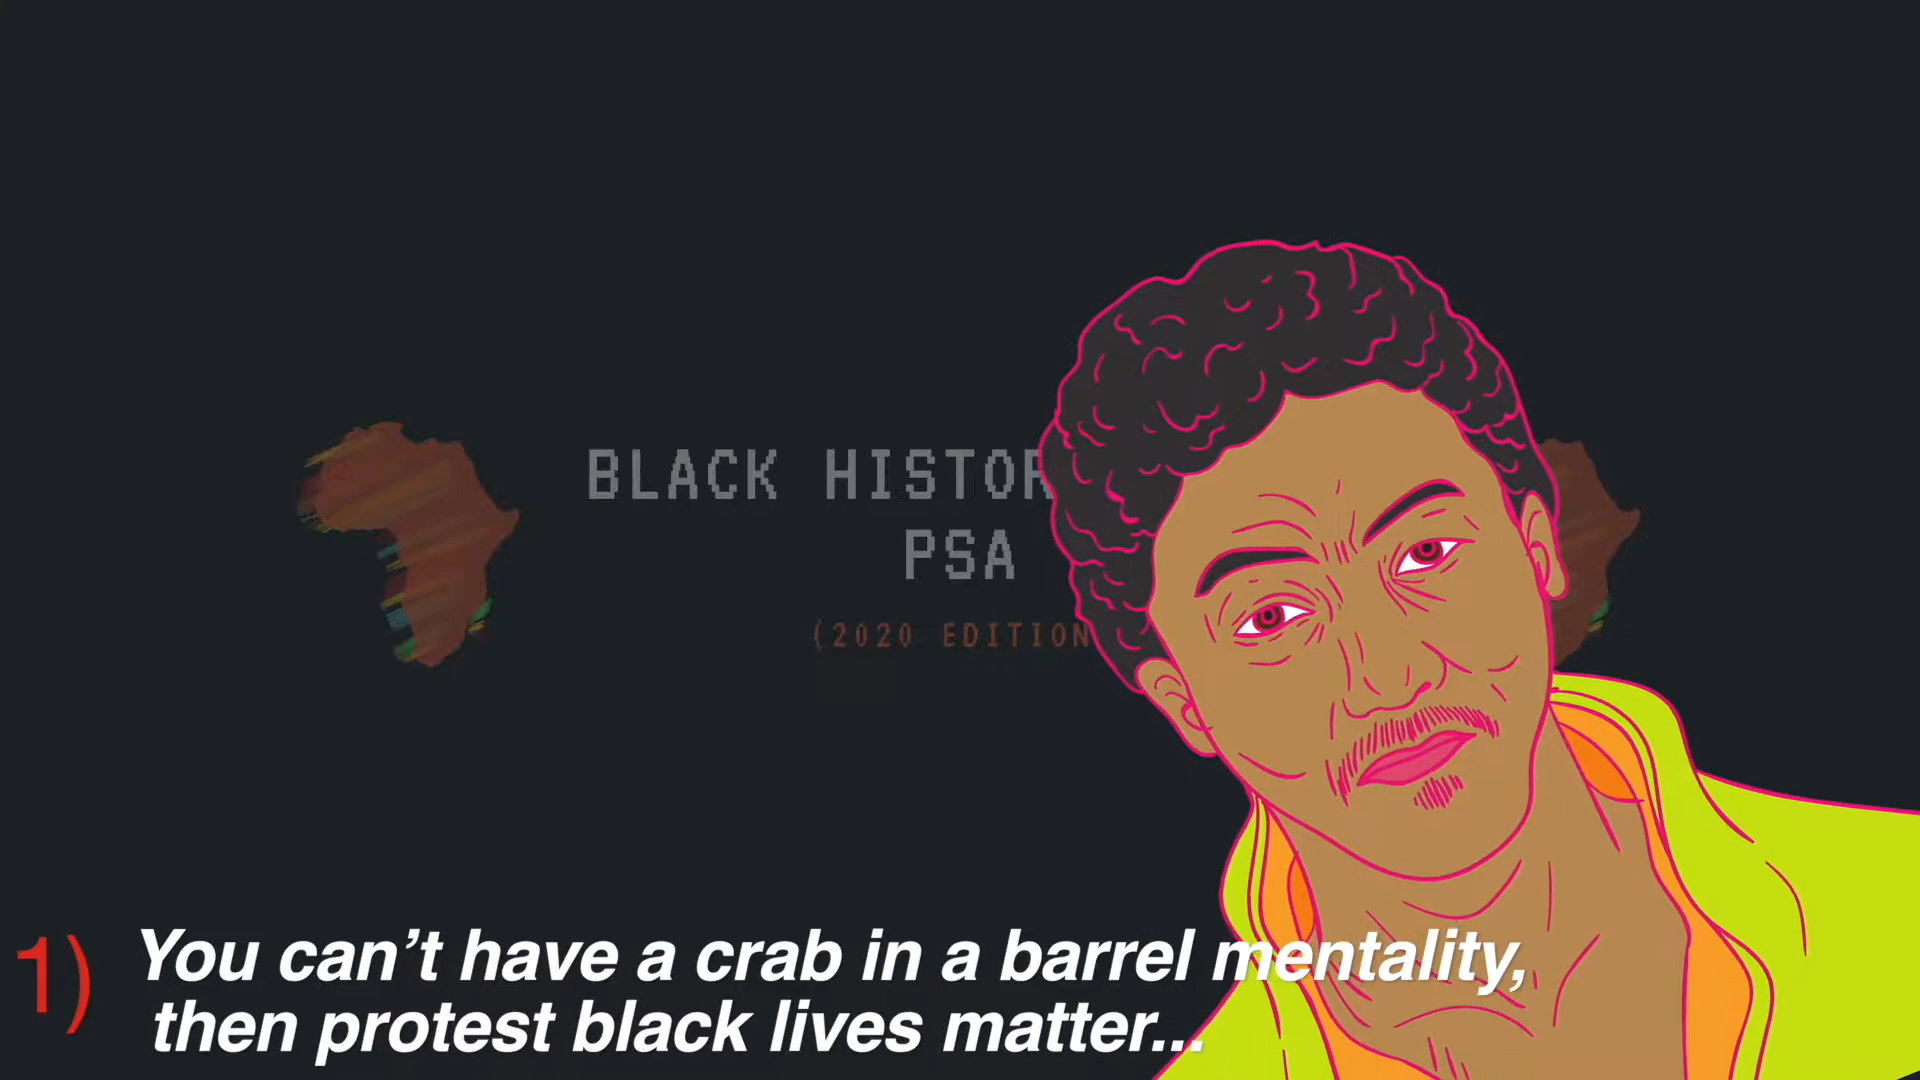 BLACK HISTOR
PSA
(2020 EDITION
1) You can't have a crab in a barrel mentality,
then protest black lives matter...